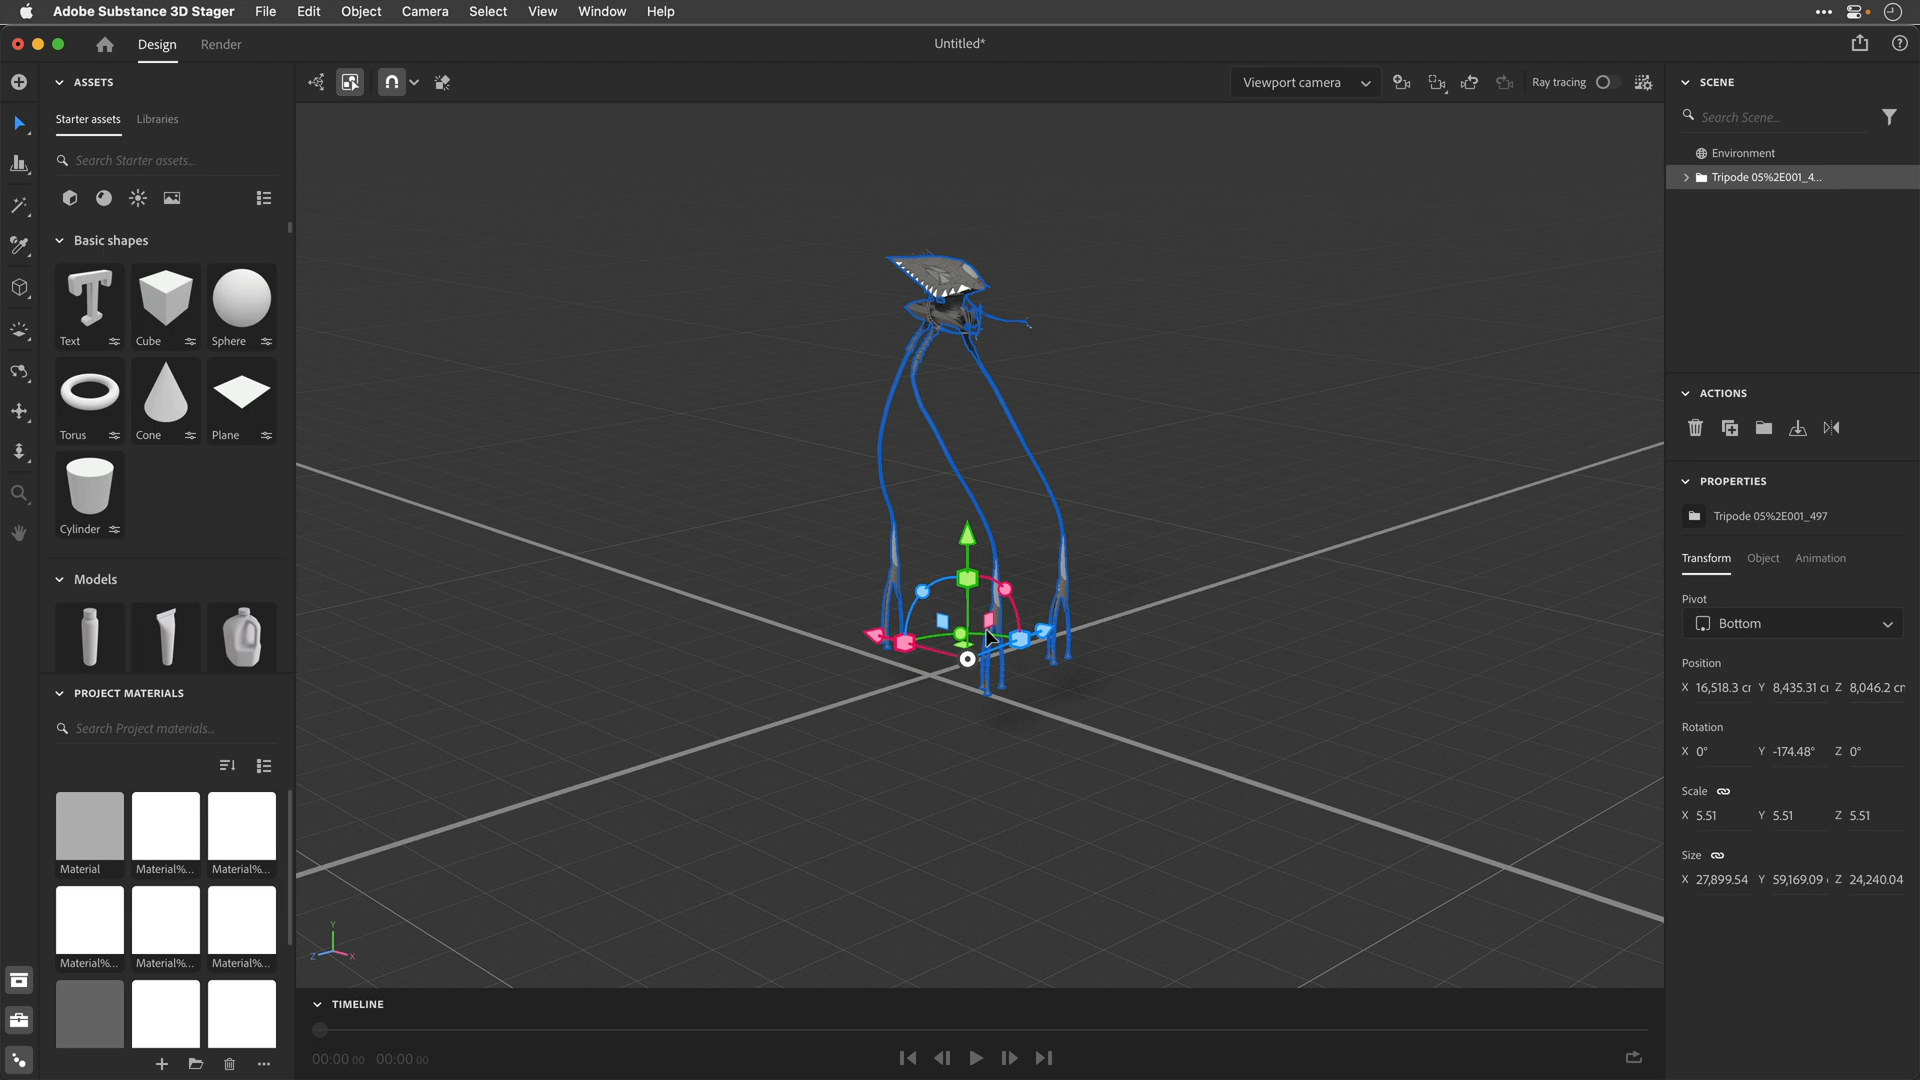 Adobe Substance 3D Stager File Edit Object Camera Select View Window Help
Design Render Untitled*
ASSETS
Starter assets Libraries
Search Starter assets...
Basic shapes
Text Cube Sphere
Torus Cone Plane
Cylinder
Models
PROJECT MATERIALS
Search Project materials...
Material Material%... Material%...
Material%... Material%... Material%...
Viewport camera Ray tracing
Y
Z X
TIMELINE
00:00 00 00:00 00
SCENE
Search Scene...
Environment
Tripode 05%2E001_4...
ACTIONS
PROPERTIES
Tripode 05%2E001_497
Transform Object Animation
Pivot
Bottom
Position
X 16,518.3 cr Y 8,435.31 c Z 8,046.2 cr
Rotation
X 0° Y -174.48° Z 0°
Scale
X 5.51 Y 5.51 Z 5.51
Size
X 27,899.54 Y 59,169.09 Z 24,240.04